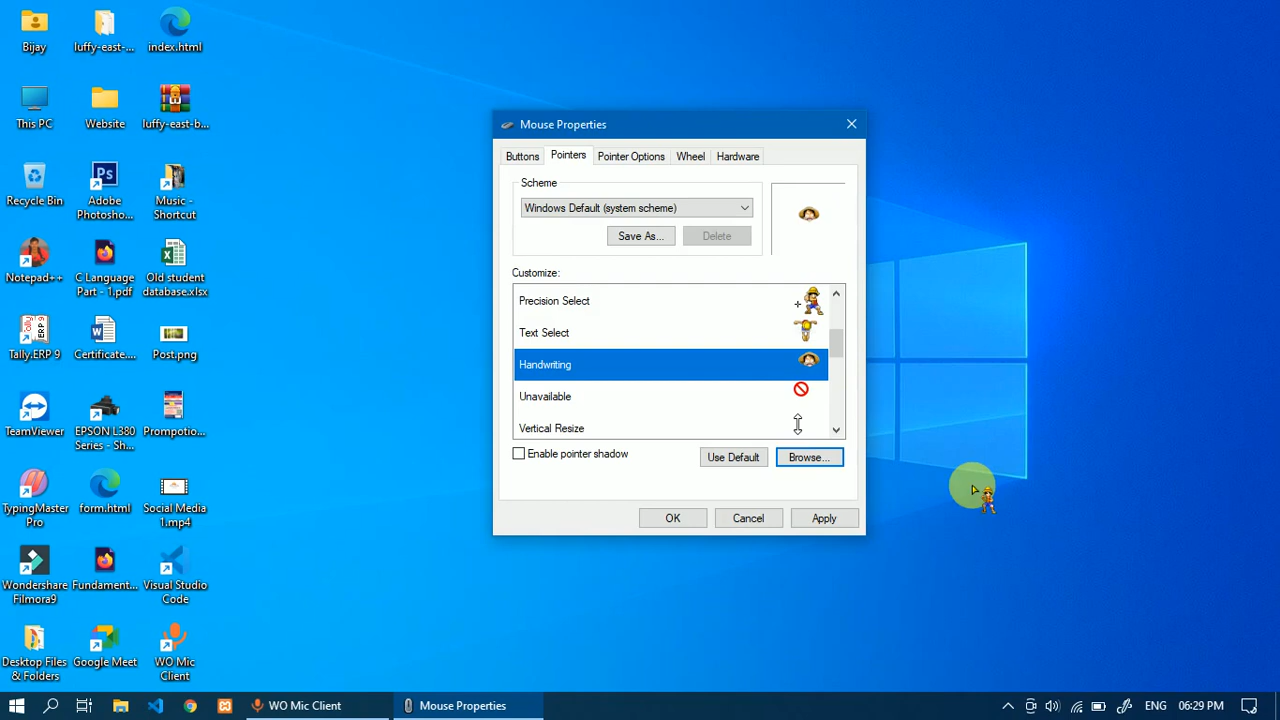 Bijay
luffy-east-...
index.html
This PC
Website
luffy-east-b...
Recycle Bin
Adobe
Photosho...
Music -
Shortcut
Notepad++
C Language
Part - 1.pdf
Old student
database.xlsx
Tally.ERP 9
Certificate....
Post.png
TeamViewer
EPSON L380
Series - Sh...
Prompotio...
TypingMaster
Pro
form.html
Social Media
1.mp4
Wondershare
Filmora9
Fundament...
Visual Studio
Code
Desktop Files
& Folders
Google Meet
WO Mic
Client
Mouse Properties
Buttons
Pointers
Pointer Options
Wheel
Hardware
Scheme
Windows Default (system scheme)
Save As...
Delete
Customize:
Precision Select
Text Select
Handwriting
Unavailable
Vertical Resize
Enable pointer shadow
Use Default
Browse...
OK
Cancel
Apply
WO Mic Client
Mouse Properties
ENG
06:29 PM